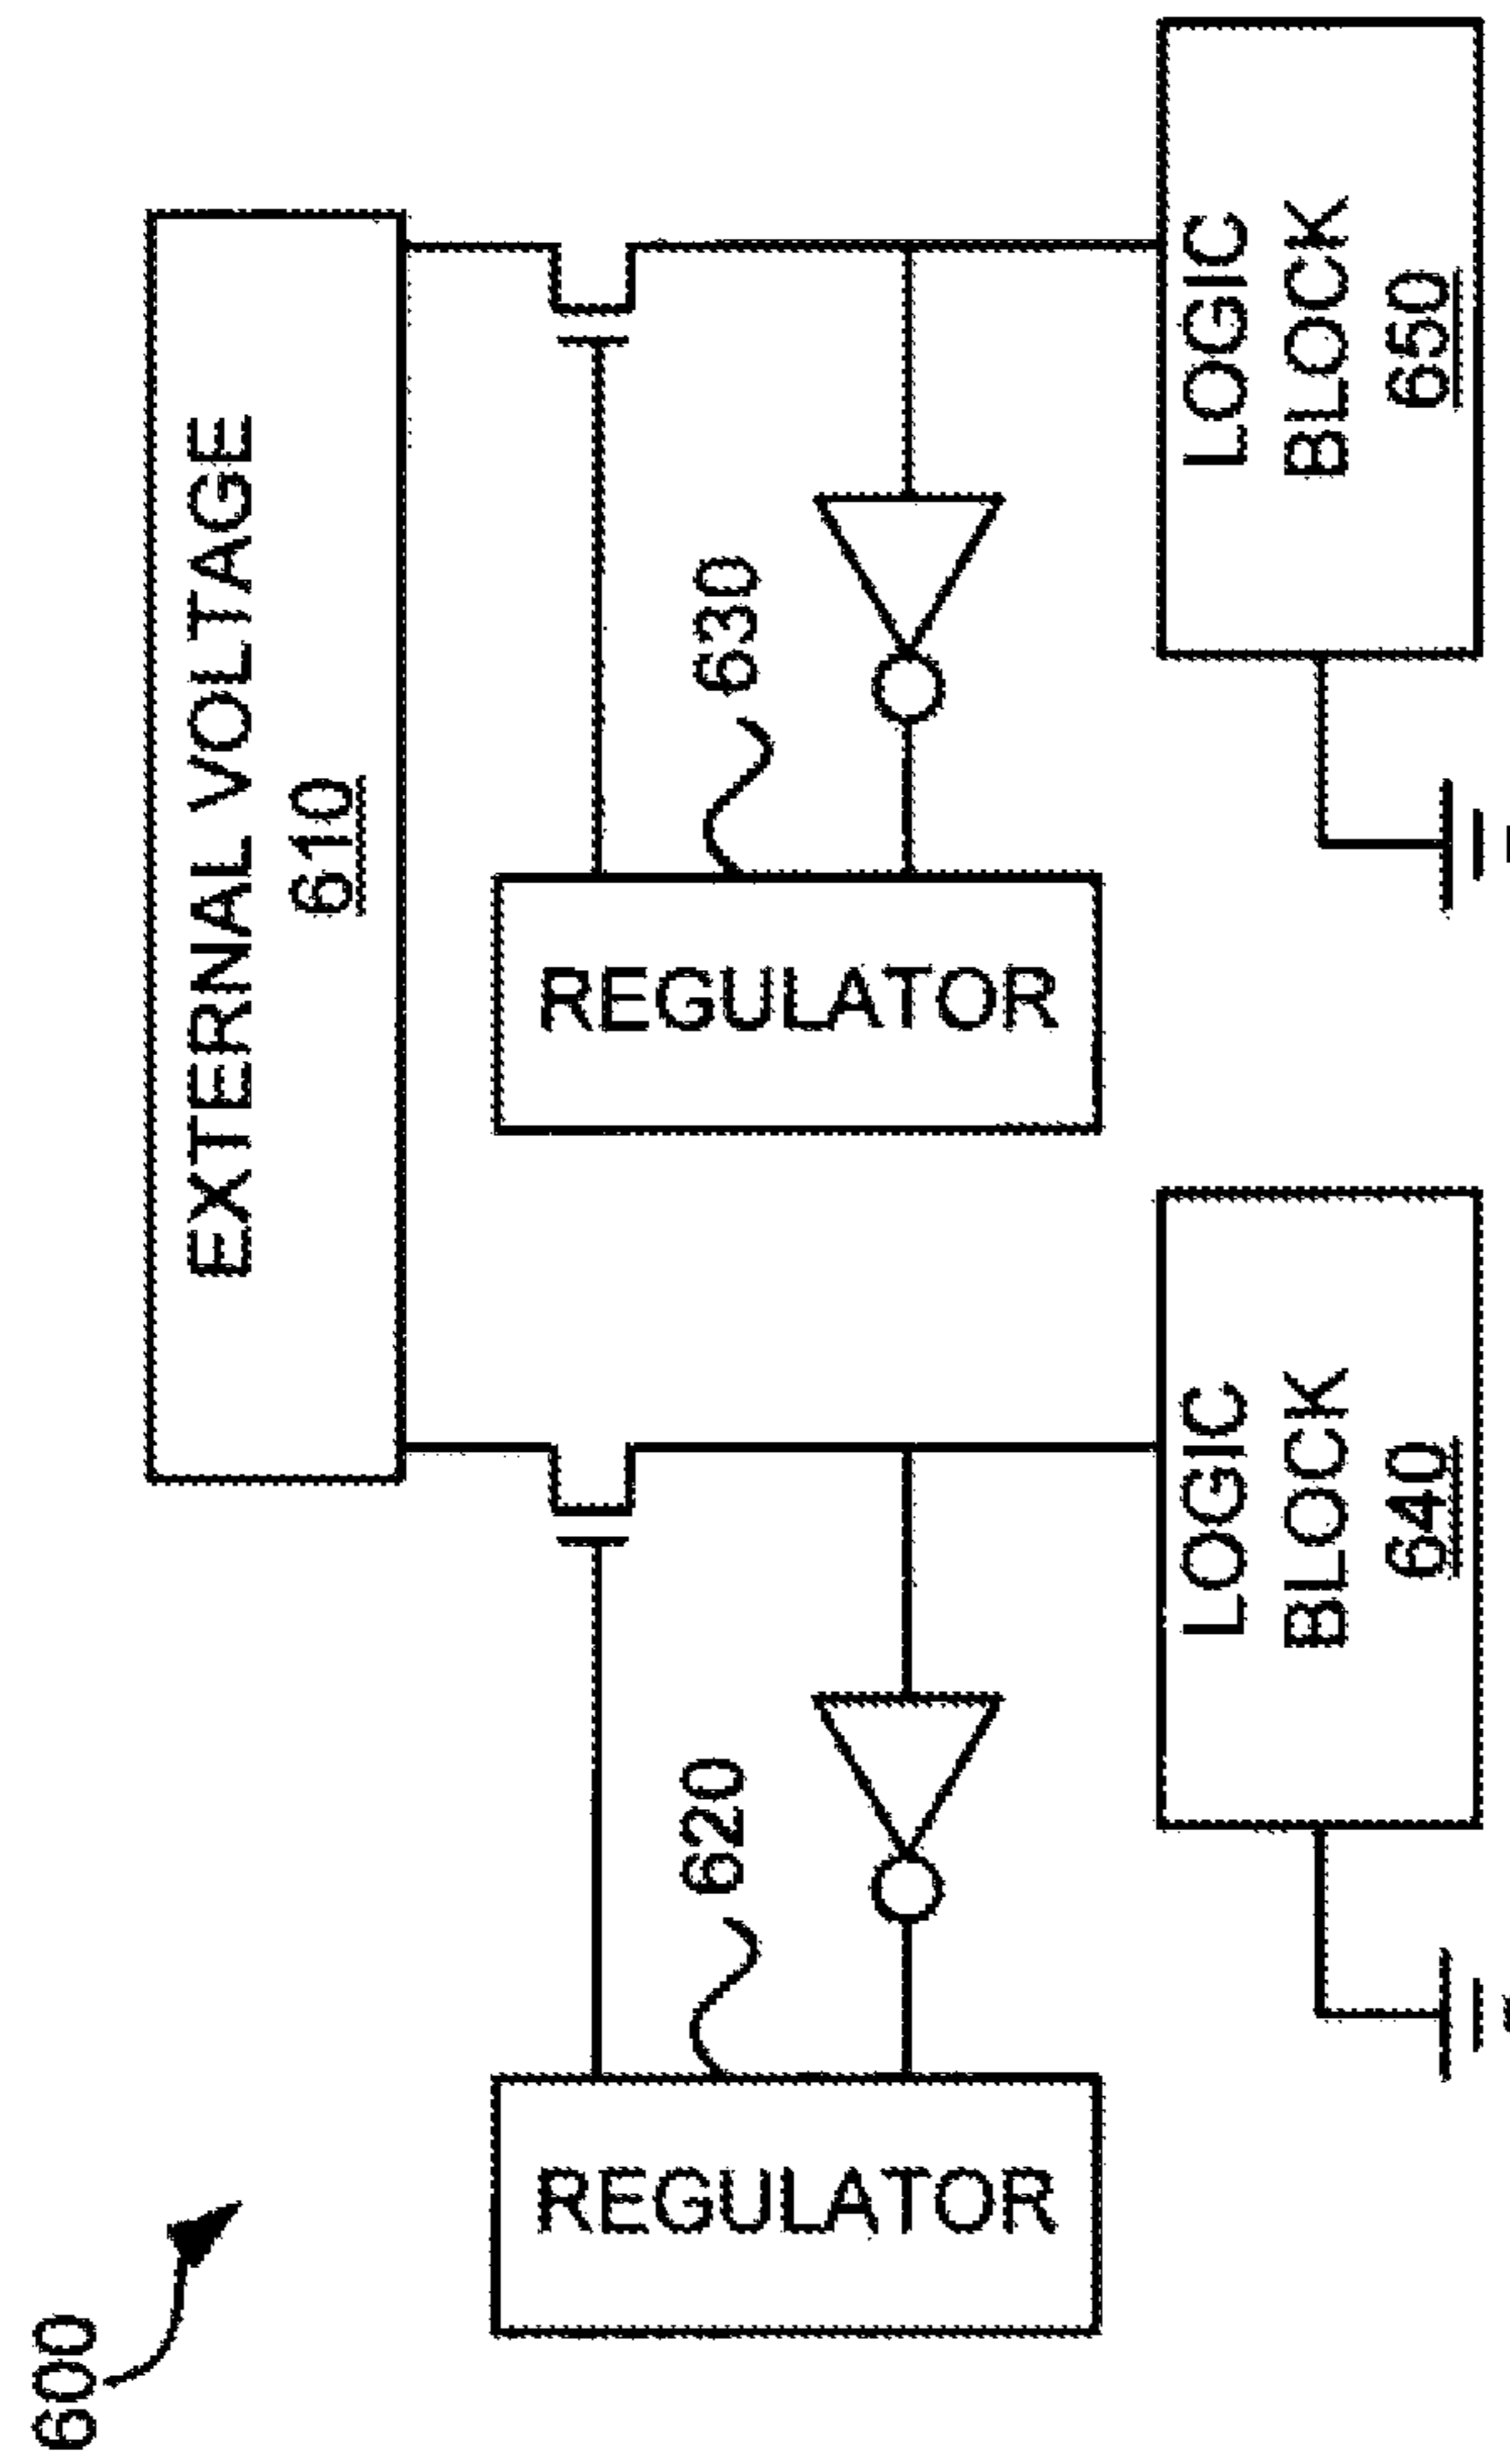 600
EXTERNAL VOLTAGE
610
620
630
REGULATOR
REGULATOR
LOGIC
BLOCK
640
LOGIC
BLOCK
650